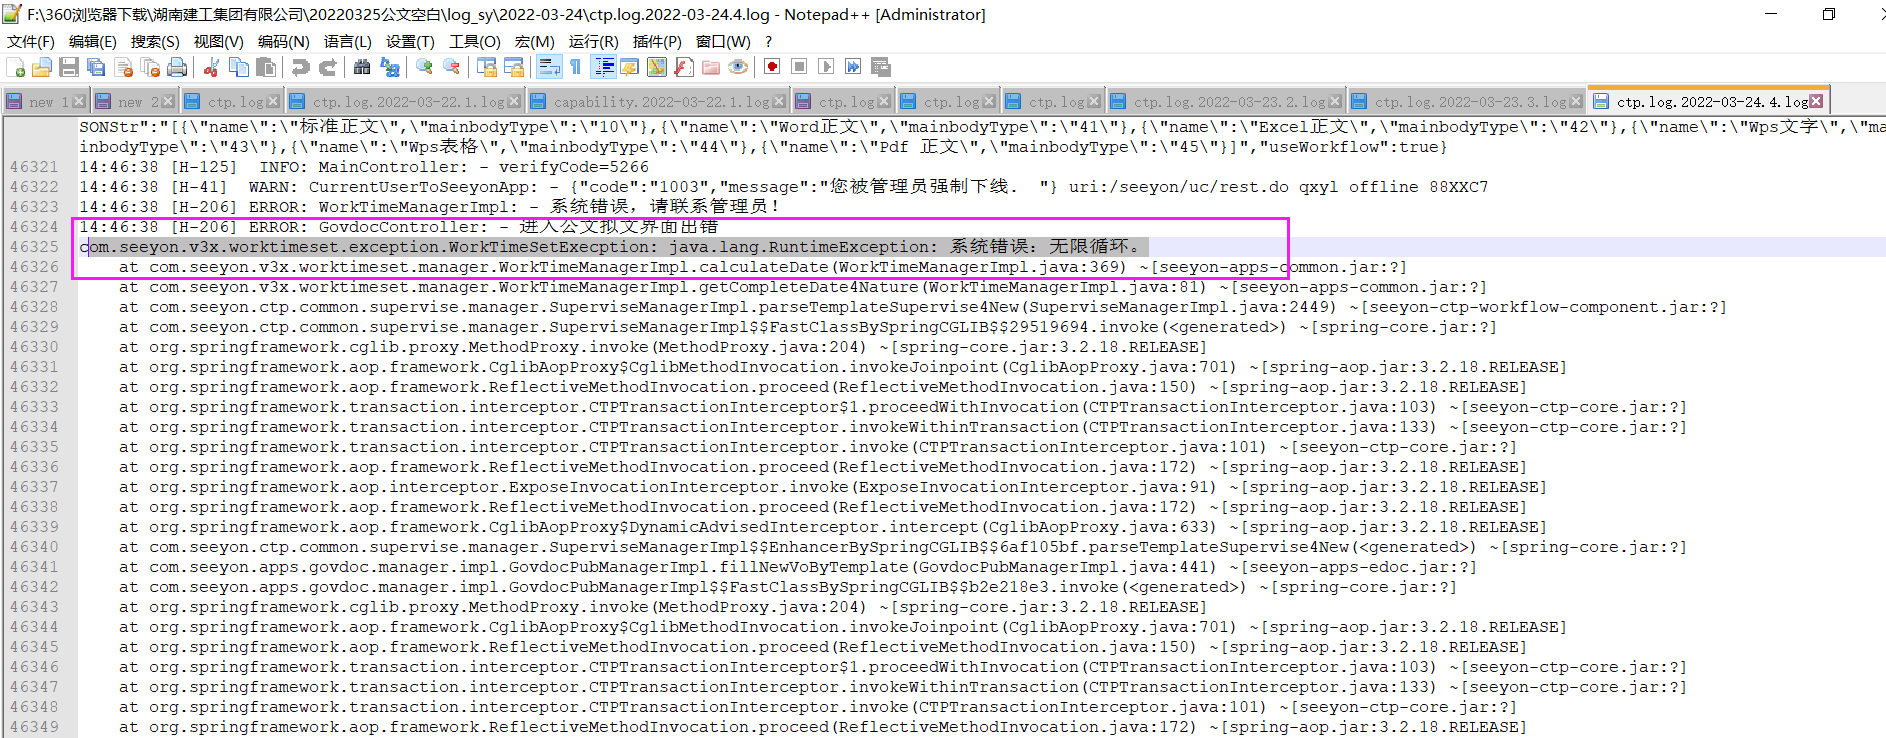 F:\360浏览器下载\湖南建工集团有限公司\20220325公文空白\log_sy\2022-03-24\ctp.log.2022-03-24.4.log - Notepad++ [Administrator]
文件(F) 编辑(E) 搜索(S) 视图(V) 编码(N) 语言(L) 设置(T) 工具(O) 宏(M) 运行(R) 插件(P) 窗口(W) ?
new 1 new 2 ctp.log ctp.log.2022-03-22.1.log capability.2022-03-22.1.log ctp.log ctp.log ctp.log ctp.log.2022-03-23.2.log ctp.log.2022-03-23.3.log ctp.log.2022-03-24.4.log
SONStr":"[{\"name\":\"标准正文\",\"mainbodyType\":\"10\"},{\"name\":\"Word正文\",\"mainbodyType\":\"41\"},{\"name\":\"Excel正文\",\"mainbodyType\":\"42\"},{\"name\":\"Wps文字\",\"ma
inbodyType\":\"43\"},{\"name\":\"Wps表格\",\"mainbodyType\":\"44\"},{\"name\":\"Pdf 正文\",\"mainbodyType\":\"45\"}]","useWorkflow":true}
46321 14:46:38 [H-125]  INFO: MainController: - verifyCode=5266
46322 14:46:38 [H-41]  WARN: CurrentUserToSeeyonApp: - {"code":"1003","message":"您被管理员强制下线.  "} uri:/seeyon/uc/rest.do qxyl offline 88XXC7
46323 14:46:38 [H-206] ERROR: WorkTimeManagerImpl: - 系统错误，请联系管理员！
46324 14:46:38 [H-206] ERROR: GovdocController: - 进入公文拟文界面出错
46325 com.seeyon.v3x.worktimeset.exception.WorkTimeSetExecption: java.lang.RuntimeException: 系统错误：无限循环。
46326 at com.seeyon.v3x.worktimeset.manager.WorkTimeManagerImpl.calculateDate(WorkTimeManagerImpl.java:369) ~[seeyon-apps-common.jar:?]
46327 at com.seeyon.v3x.worktimeset.manager.WorkTimeManagerImpl.getCompleteDate4Nature(WorkTimeManagerImpl.java:81) ~[seeyon-apps-common.jar:?]
46328 at com.seeyon.ctp.common.supervise.manager.SuperviseManagerImpl.parseTemplateSupervise4New(SuperviseManagerImpl.java:2449) ~[seeyon-ctp-workflow-component.jar:?]
46329 at com.seeyon.ctp.common.supervise.manager.SuperviseManagerImpl$$FastClassBySpringCGLIB$$29519694.invoke(<generated>) ~[spring-core.jar:?]
46330 at org.springframework.cglib.proxy.MethodProxy.invoke(MethodProxy.java:204) ~[spring-core.jar:3.2.18.RELEASE]
46331 at org.springframework.aop.framework.CglibAopProxy$CglibMethodInvocation.invokeJoinpoint(CglibAopProxy.java:701) ~[spring-aop.jar:3.2.18.RELEASE]
46332 at org.springframework.aop.framework.ReflectiveMethodInvocation.proceed(ReflectiveMethodInvocation.java:150) ~[spring-aop.jar:3.2.18.RELEASE]
46333 at org.springframework.transaction.interceptor.CTPTransactionInterceptor$1.proceedWithInvocation(CTPTransactionInterceptor.java:103) ~[seeyon-ctp-core.jar:?]
46334 at org.springframework.transaction.interceptor.CTPTransactionInterceptor.invokeWithinTransaction(CTPTransactionInterceptor.java:133) ~[seeyon-ctp-core.jar:?]
46335 at org.springframework.transaction.interceptor.CTPTransactionInterceptor.invoke(CTPTransactionInterceptor.java:101) ~[seeyon-ctp-core.jar:?]
46336 at org.springframework.aop.framework.ReflectiveMethodInvocation.proceed(ReflectiveMethodInvocation.java:172) ~[spring-aop.jar:3.2.18.RELEASE]
46337 at org.springframework.aop.interceptor.ExposeInvocationInterceptor.invoke(ExposeInvocationInterceptor.java:91) ~[spring-aop.jar:3.2.18.RELEASE]
46338 at org.springframework.aop.framework.ReflectiveMethodInvocation.proceed(ReflectiveMethodInvocation.java:172) ~[spring-aop.jar:3.2.18.RELEASE]
46339 at org.springframework.aop.framework.CglibAopProxy$DynamicAdvisedInterceptor.intercept(CglibAopProxy.java:633) ~[spring-aop.jar:3.2.18.RELEASE]
46340 at com.seeyon.ctp.common.supervise.manager.SuperviseManagerImpl$$EnhancerBySpringCGLIB$$6af105bf.parseTemplateSupervise4New(<generated>) ~[spring-core.jar:?]
46341 at com.seeyon.apps.govdoc.manager.impl.GovdocPubManagerImpl.fillNewVoByTemplate(GovdocPubManagerImpl.java:441) ~[seeyon-apps-edoc.jar:?]
46342 at com.seeyon.apps.govdoc.manager.impl.GovdocPubManagerImpl$$FastClassBySpringCGLIB$$b2e218e3.invoke(<generated>) ~[spring-core.jar:?]
46343 at org.springframework.cglib.proxy.MethodProxy.invoke(MethodProxy.java:204) ~[spring-core.jar:3.2.18.RELEASE]
46344 at org.springframework.aop.framework.CglibAopProxy$CglibMethodInvocation.invokeJoinpoint(CglibAopProxy.java:701) ~[spring-aop.jar:3.2.18.RELEASE]
46345 at org.springframework.aop.framework.ReflectiveMethodInvocation.proceed(ReflectiveMethodInvocation.java:150) ~[spring-aop.jar:3.2.18.RELEASE]
46346 at org.springframework.transaction.interceptor.CTPTransactionInterceptor$1.proceedWithInvocation(CTPTransactionInterceptor.java:103) ~[seeyon-ctp-core.jar:?]
46347 at org.springframework.transaction.interceptor.CTPTransactionInterceptor.invokeWithinTransaction(CTPTransactionInterceptor.java:133) ~[seeyon-ctp-core.jar:?]
46348 at org.springframework.transaction.interceptor.CTPTransactionInterceptor.invoke(CTPTransactionInterceptor.java:101) ~[seeyon-ctp-core.jar:?]
46349 at org.springframework.aop.framework.ReflectiveMethodInvocation.proceed(ReflectiveMethodInvocation.java:172) ~[spring-aop.jar:3.2.18.RELEASE]